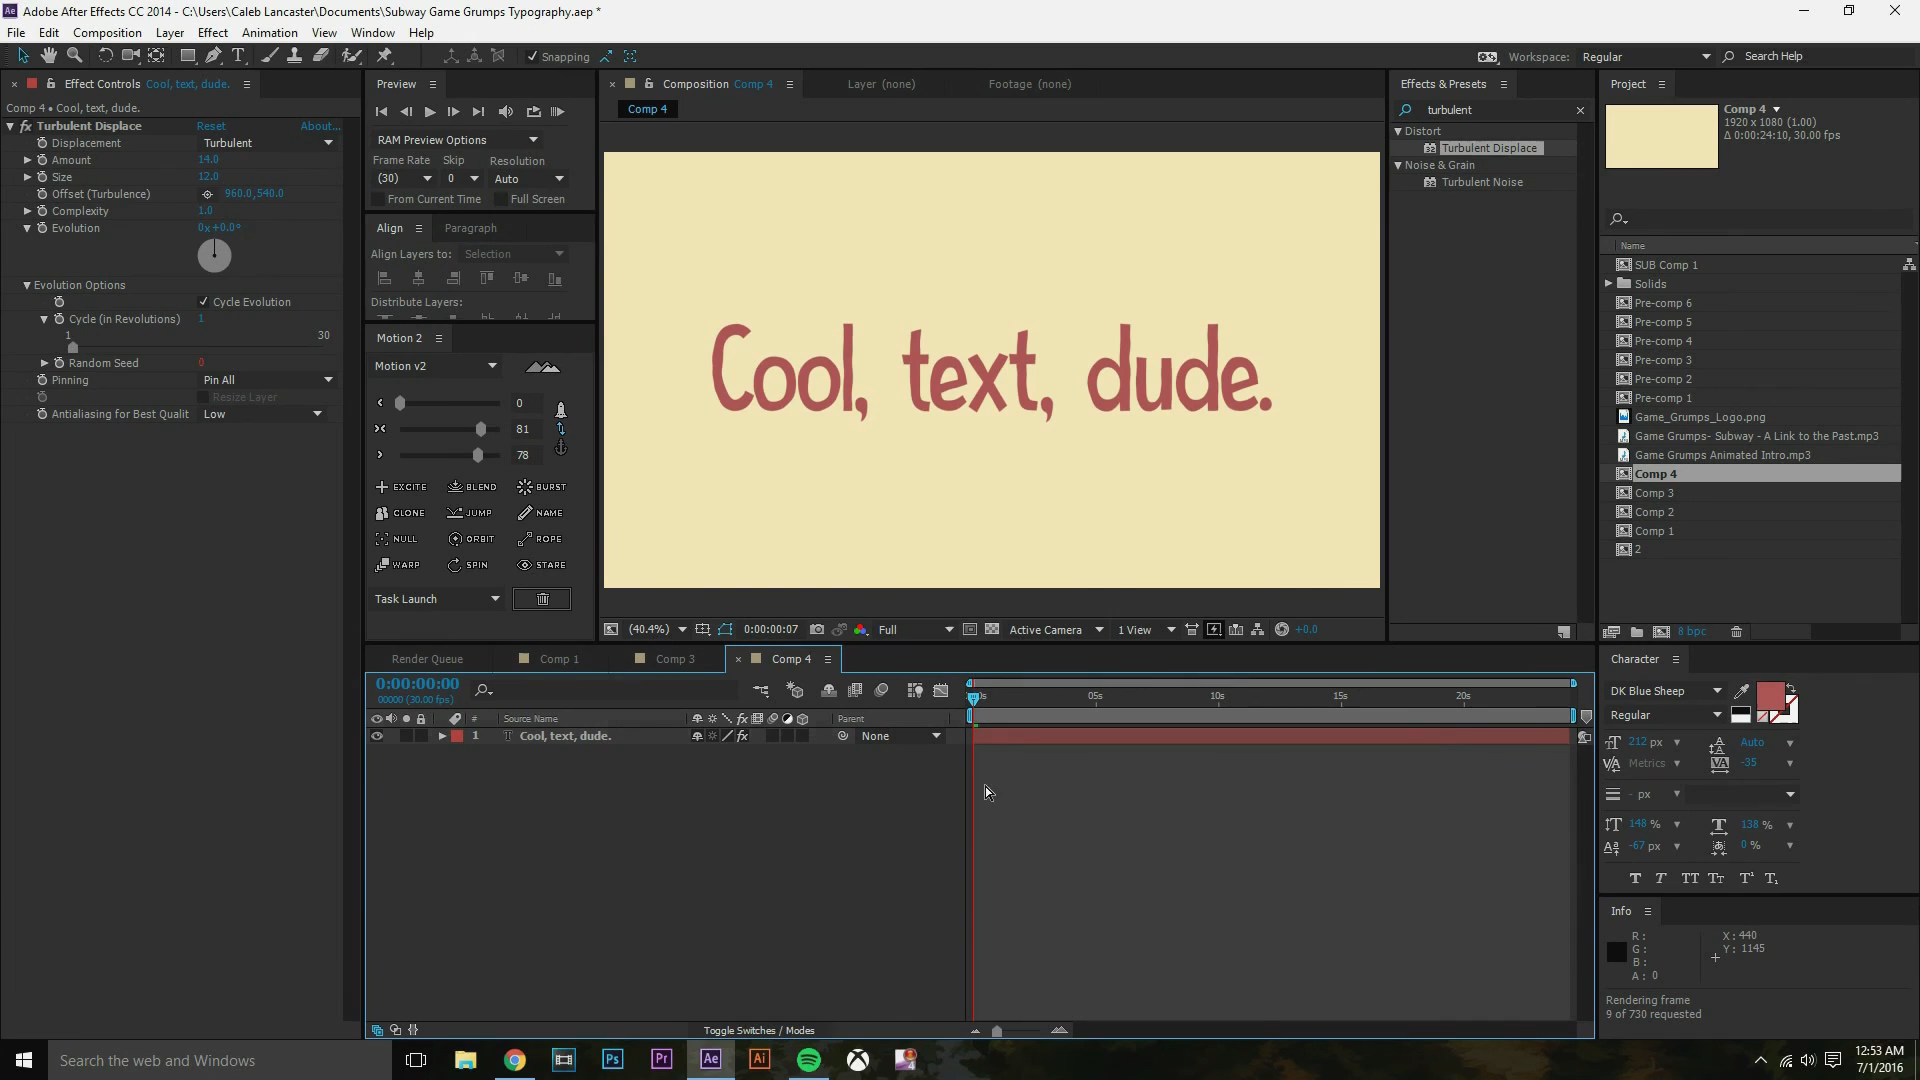 Adobe After Effects CC 2014 - C:\Users\Caleb Lancaster\Documents\Subway Game Grumps Typography.aep *
File Edit Composition Layer Effect Animation View Window Help
Snapping
Workspace: Regular
Search Help
Effect Controls Cool, text, dude.
Comp 4 • Cool, text, dude.
fx Turbulent Displace Reset About...
Displacement Turbulent
Amount 14.0
Size 12.0
Offset (Turbulence) 960.0,540.0
Complexity 1.0
Evolution 0x+0.0°
Evolution Options
Cycle Evolution
Cycle (in Revolutions) 1
1 30
Random Seed 0
Pinning Pin All
Resize Layer
Antialiasing for Best Qualit Low
Preview
RAM Preview Options
Frame Rate Skip Resolution
(30) 0 Auto
From Current Time Full Screen
Align Paragraph
Align Layers to: Selection
Distribute Layers:
Motion 2
Motion v2
0
81
78
EXCITE BLEND BURST
CLONE JUMP NAME
NULL ORBIT ROPE
WARP SPIN STARE
Task Launch
Composition Comp 4 Layer (none) Footage (none)
Comp 4
Cool, text, dude.
(40.4%) 0:00:00:07 Full Active Camera 1 View +0.0
Effects & Presets
turbulent
Distort
32 Turbulent Displace
Noise & Grain
32 Turbulent Noise
Project
Comp 4
1920 x 1080 (1.00)
Δ 0:00:24:10, 30.00 fps
Name
SUB Comp 1
Solids
Pre-comp 6
Pre-comp 5
Pre-comp 4
Pre-comp 3
Pre-comp 2
Pre-comp 1
Game_Grumps_Logo.png
Game Grumps- Subway - A Link to the Past.mp3
Game Grumps Animated Intro.mp3
Comp 4
Comp 3
Comp 2
Comp 1
2
8 bpc
Render Queue Comp 1 Comp 3 Comp 4
0:00:00:00
00000 (30.00 fps)
05s 10s 15s 20s
# Source Name fx Parent
1 T Cool, text, dude. fx None
Toggle Switches / Modes
Character
DK Blue Sheep
Regular
212 px Auto
Metrics -35
- px
148 % 138 %
-67 px 0 %
T T TT Tr T¹ T₁
Info
R : X : 440
G : Y : 1145
B :
A : 0
Rendering frame
9 of 730 requested
Search the web and Windows
Ps Pr Ae Ai
12:53 AM
7/1/2016